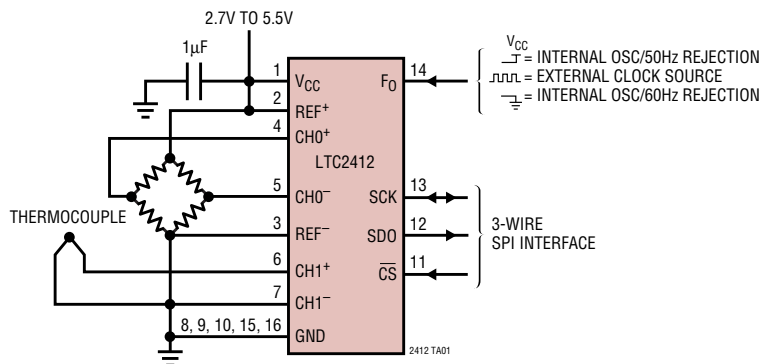 2.7V TO 5.5V
1µF
1
VCC
2
REF+
4
CH0+
LTC2412
5
CH0–
3
REF–
6
CH1+
7
CH1–
8, 9, 10, 15, 16
GND
THERMOCOUPLE
14
FO
13
SCK
12
SDO
11
CS
VCC
= INTERNAL OSC/50Hz REJECTION
= EXTERNAL CLOCK SOURCE
= INTERNAL OSC/60Hz REJECTION
3-WIRE
SPI INTERFACE
2412 TA01